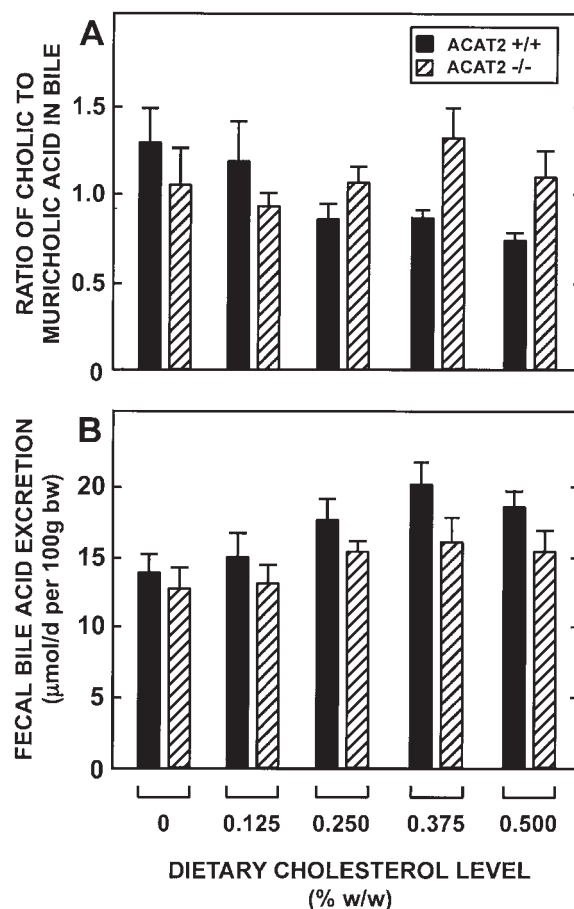 A
ACAT2 +/+
ACAT2 -/-
RATIO OF CHOLIC TO
MURICHOLIC ACID IN BILE
1.5
1.0
0.5
0
B
FECAL BILE ACID EXCRETION
(µmol/d per 100g bw)
20
15
10
5
0
0 0.125 0.250 0.375 0.500
DIETARY CHOLESTEROL LEVEL
(% w/w)